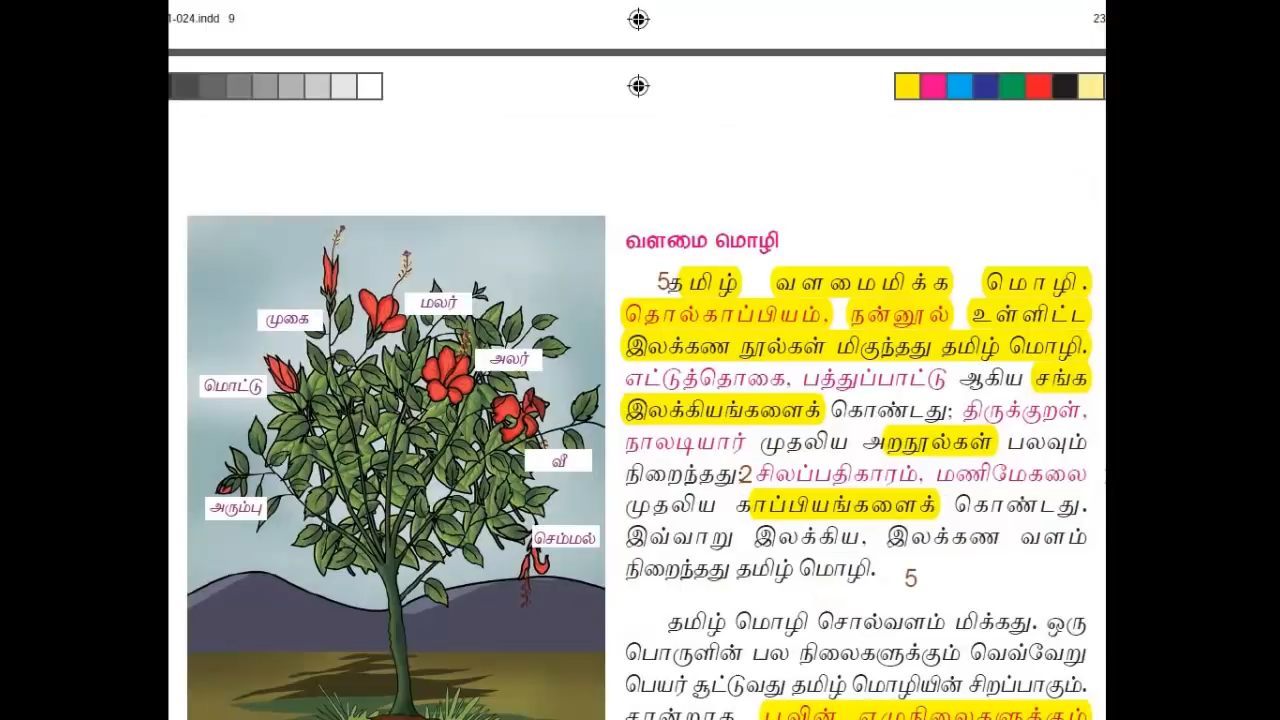 1-024.indd 9
23
வளமை மொழி
5தமிழ் வளமைமிக்க மொழி.
தொல்காப்பியம், நன்னூல் உள்ளிட்ட
இலக்கண நூல்கள் மிகுந்தது தமிழ் மொழி.
எட்டுத்தொகை, பத்துப்பாட்டு ஆகிய சங்க
இலக்கியங்களைக் கொண்டது; திருக்குறள்,
நாலடியார் முதலிய அறநூல்கள் பலவும்
நிறைந்தது;2 சிலப்பதிகாரம், மணிமேகலை
முதலிய காப்பியங்களைக் கொண்டது.
இவ்வாறு இலக்கிய, இலக்கண வளம்
நிறைந்தது தமிழ் மொழி. 5
தமிழ் மொழி சொல்வளம் மிக்கது. ஒரு
பொருளின் பல நிலைகளுக்கும் வெவ்வேறு
பெயர் சூட்டுவது தமிழ் மொழியின் சிறப்பாகும்.
சான்றாக, பூவின் ஏழுநிலைகளுக்கும்
மலர்
முகை
அலர்
மொட்டு
வீ
அரும்பு
செம்மல்